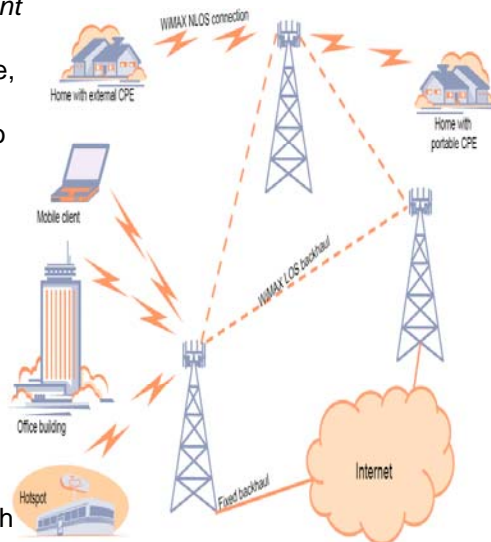 nt
WiMAX NLOS connection
e,
Home with external CPE
o
Home with
portable CPE
Mobile client
WiMAX LOS backhaul
Office building
Internet
Hotspot
Fixed backhaul
h